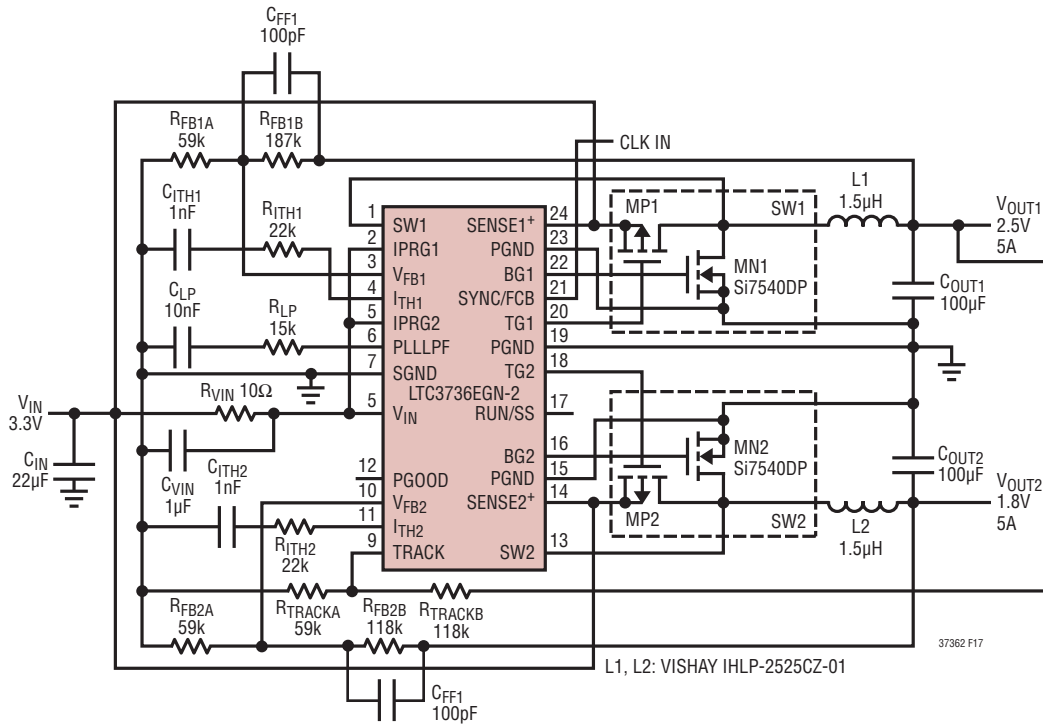 CFF1
100pF
RFB1A
59k
RFB1B
187k
CLK IN
CITH1
1nF
RITH1
22k
CLP
10nF
RLP
15k
RVIN 10Ω
VIN
3.3V
CIN
22µF
CVIN
1µF
CITH2
1nF
RITH2
22k
1
SW1
2
IPRG1
3
VFB1
4
ITH1
5
IPRG2
6
PLLLPF
7
SGND
LTC3736EGN-2
5
VIN
12
PGOOD
10
VFB2
11
ITH2
9
TRACK
24
SENSE1+
23
PGND
22
BG1
21
SYNC/FCB
20
TG1
19
PGND
18
TG2
17
RUN/SS
16
BG2
15
PGND
14
SENSE2+
13
SW2
MP1
SW1
MN1
Si7540DP
L1
1.5µH
VOUT1
2.5V
5A
COUT1
100µF
MN2
Si7540DP
MP2
SW2
COUT2
100µF
VOUT2
1.8V
5A
L2
1.5µH
RFB2A
59k
RTRACKA
59k
RFB2B
118k
RTRACKB
118k
CFF1
100pF
37362 F17
L1, L2: VISHAY IHLP-2525CZ-01